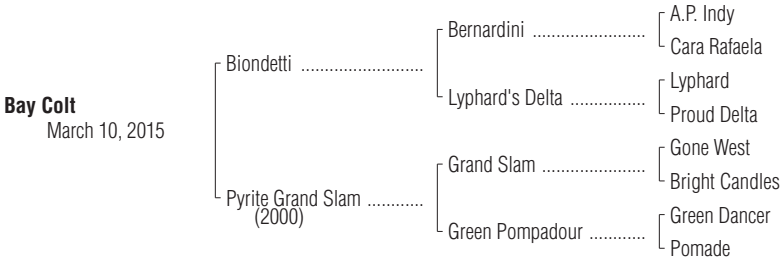 A.P. Indy
Bernardini ........................
Cara Rafaela
Biondetti ..........................
Lyphard
Lyphard's Delta ................
Proud Delta
Bay Colt
March 10, 2015
Gone West
Grand Slam ......................
Bright Candles
Pyrite Grand Slam ............
(2000)
Green Dancer
Green Pompadour ............
Pomade